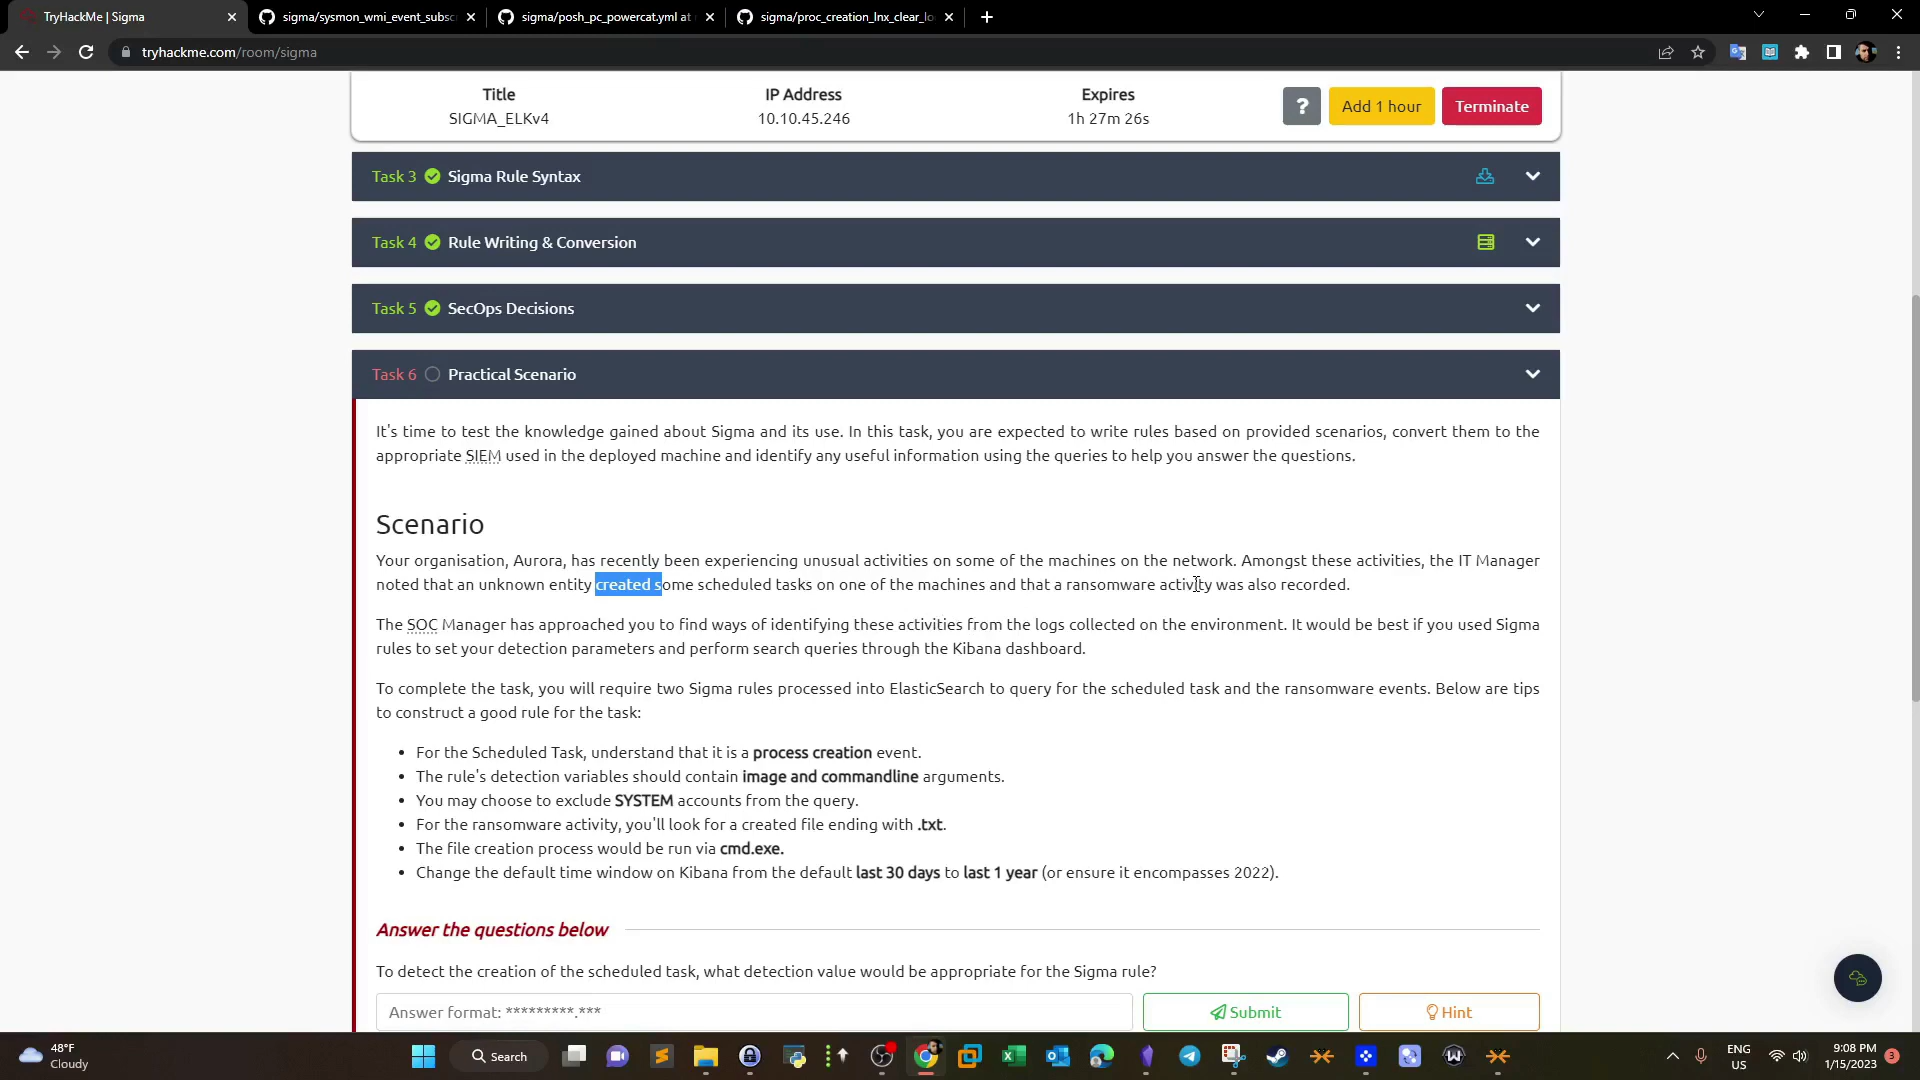 TryHackMe | Sigma
sigma/sysmon_wmi_event_subsc
sigma/posh_pc_powercat.yml at
sigma/proc_creation_lnx_clear_lo
tryhackme.com/room/sigma
Title
SIGMA_ELKv4
IP Address
10.10.45.246
Expires
1h 27m 26s
?
Add 1 hour
Terminate
Task 3 Sigma Rule Syntax
Task 4 Rule Writing & Conversion
Task 5 SecOps Decisions
Task 6 Practical Scenario
It's time to test the knowledge gained about Sigma and its use. In this task, you are expected to write rules based on provided scenarios, convert them to the
appropriate SIEM used in the deployed machine and identify any useful information using the queries to help you answer the questions.
Scenario
Your organisation, Aurora, has recently been experiencing unusual activities on some of the machines on the network. Amongst these activities, the IT Manager
noted that an unknown entity created some scheduled tasks on one of the machines and that a ransomware activity was also recorded.
The SOC Manager has approached you to find ways of identifying these activities from the logs collected on the environment. It would be best if you used Sigma
rules to set your detection parameters and perform search queries through the Kibana dashboard.
To complete the task, you will require two Sigma rules processed into ElasticSearch to query for the scheduled task and the ransomware events. Below are tips
to construct a good rule for the task:
• For the Scheduled Task, understand that it is a process creation event.
• The rule's detection variables should contain image and commandline arguments.
• You may choose to exclude SYSTEM accounts from the query.
• For the ransomware activity, you'll look for a created file ending with .txt.
• The file creation process would be run via cmd.exe.
• Change the default time window on Kibana from the default last 30 days to last 1 year (or ensure it encompasses 2022).
Answer the questions below
To detect the creation of the scheduled task, what detection value would be appropriate for the Sigma rule?
Answer format: *********.***
Submit
Hint
48°F
Cloudy
Search
ENG
US
9:08 PM
1/15/2023
3